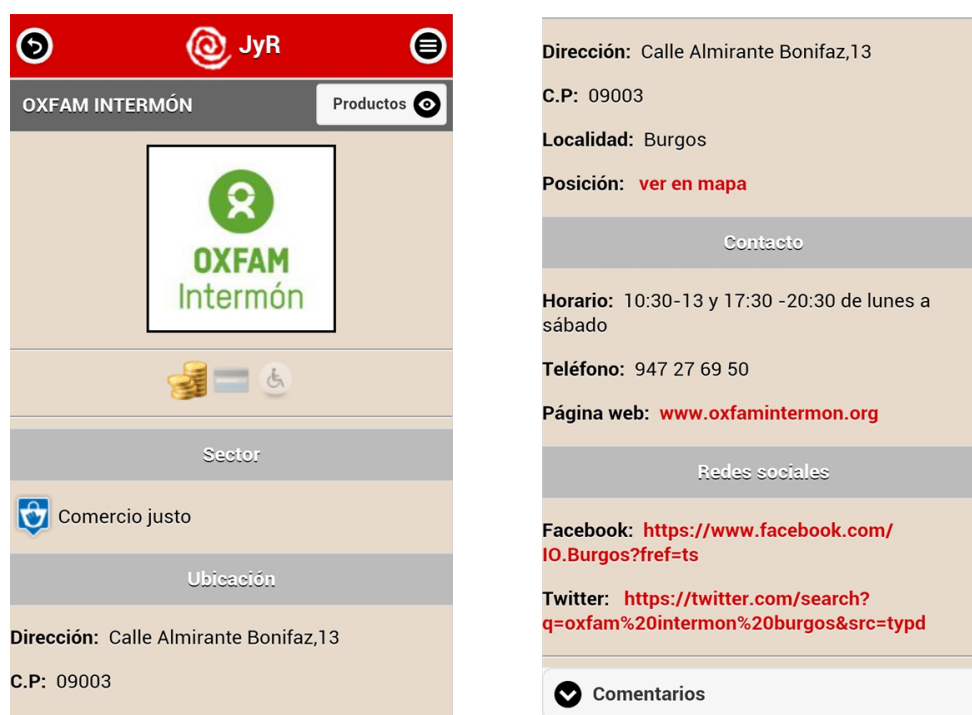 JyR
OXFAM INTERMÓN
Productos
OXFAM
Intermón
Sector
Comercio justo
Ubicación
Dirección: Calle Almirante Bonifaz,13
C.P: 09003
Dirección: Calle Almirante Bonifaz,13
C.P: 09003
Localidad: Burgos
Posición: ver en mapa
Contacto
Horario: 10:30-13 y 17:30 -20:30 de lunes a
sábado
Teléfono: 947 27 69 50
Página web: www.oxfamintermon.org
Redes sociales
Facebook: https://www.facebook.com/
IO.Burgos?fref=ts
Twitter: https://twitter.com/search?
q=oxfam%20intermon%20burgos&src=typd
Comentarios